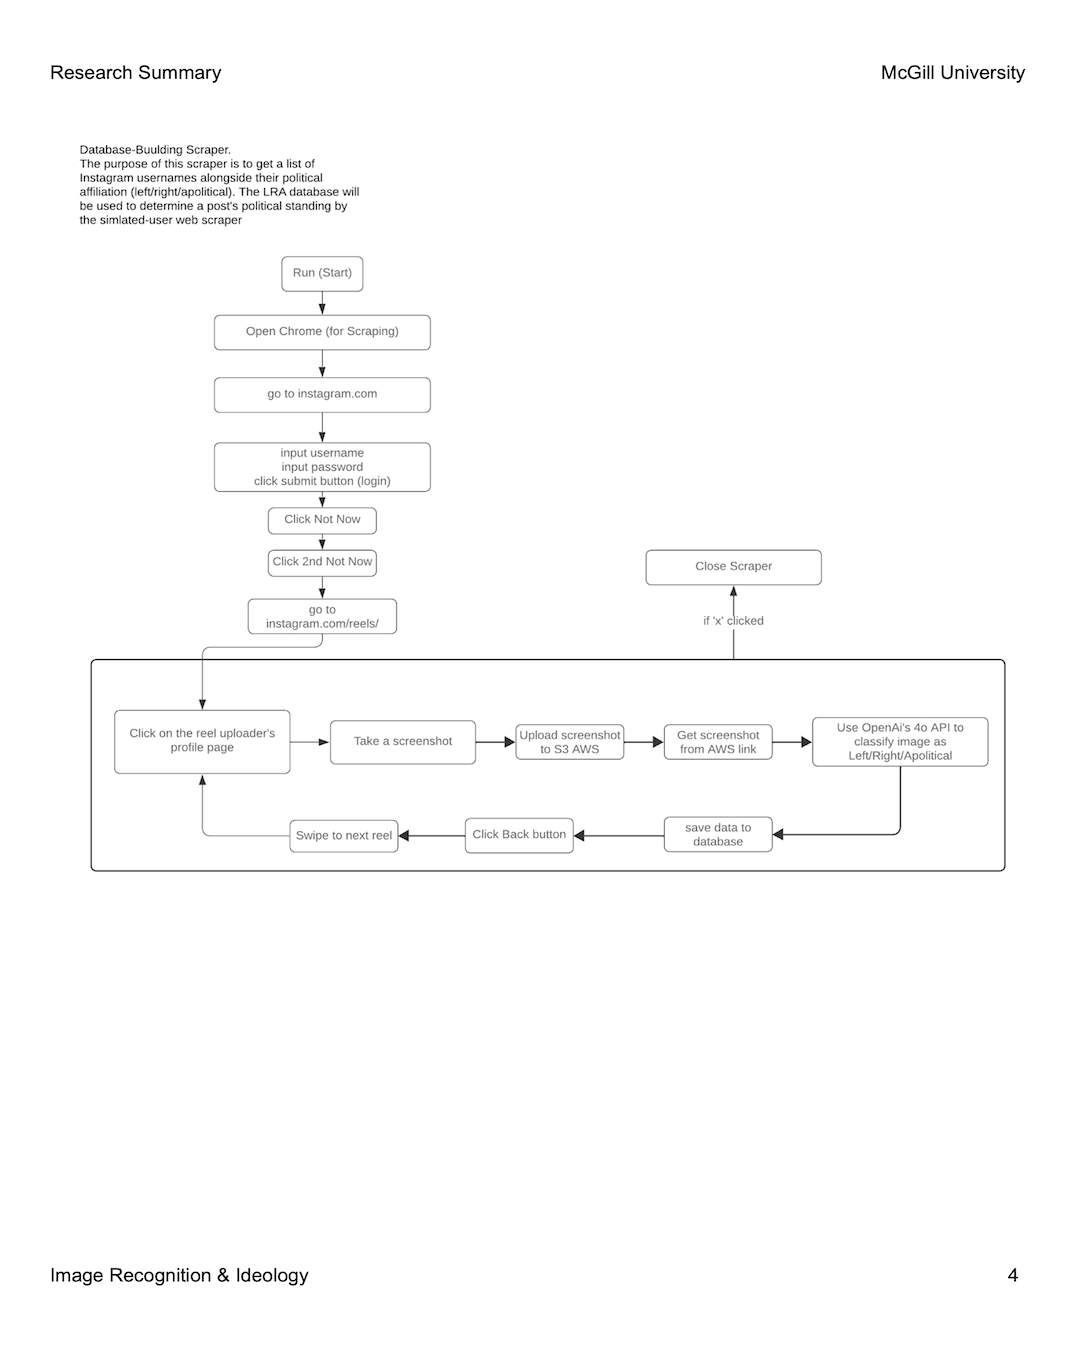 Research Summary
McGill University
Database-Buulding Scraper.
The purpose of this scraper is to get a list of
Instagram usernames alongside their political
affiliation (left/right/apolitical). The LRA database will
be used to determine a post's political standing by
the simlated-user web scraper
Run (Start)
Open Chrome (for Scraping)
go to instagram.com
input username
input password
click submit button (login)
Click Not Now
Click 2nd Not Now
go to
instagram.com/reels/
Close Scraper
if 'x' clicked
Click on the reel uploader's
profile page
Take a screenshot
Upload screenshot
to S3 AWS
Get screenshot
from AWS link
Use OpenAi's 4o API to
classify image as
Left/Right/Apolitical
save data to
database
Click Back button
Swipe to next reel
Image Recognition & Ideology
4